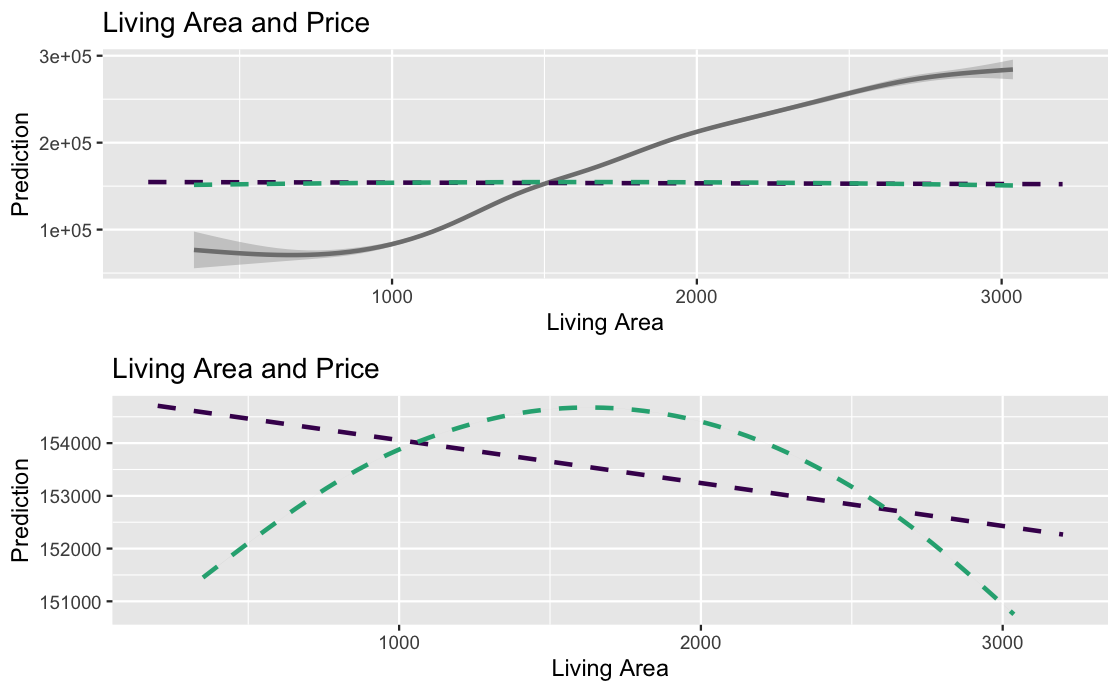 Living Area and Price
3e+05
2e+05
1e+05
Prediction
1000 2000 3000
Living Area
Living Area and Price
154000
153000
152000
151000
Prediction
1000 2000 3000
Living Area